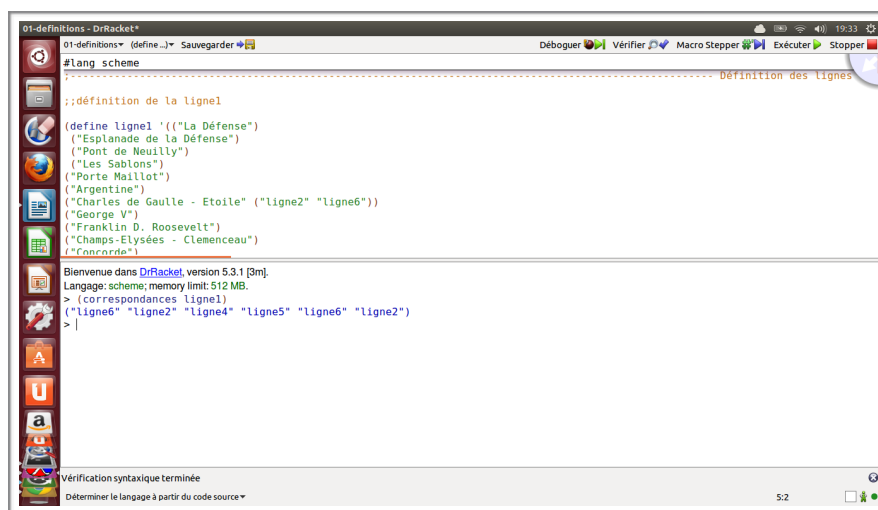 01-definitions - DrRacket* 19:33
01-definitions (define ...) Sauvegarder Déboguer Vérifier Macro Stepper Exécuter Stopper
#lang scheme
;---------------------------------------------------------------------------------------------------- Définition des lignes
;;définition de la ligne1
(define ligne1 '(("La Défense")
("Esplanade de la Défense")
("Pont de Neuilly")
("Les Sablons")
("Porte Maillot")
("Argentine")
("Charles de Gaulle - Etoile" ("ligne2" "ligne6"))
("George V")
("Franklin D. Roosevelt")
("Champs-Elysées - Clemenceau")
("Concorde")
Bienvenue dans DrRacket, version 5.3.1 [3m].
Langage: scheme; memory limit: 512 MB.
> (correspondances ligne1)
("ligne6" "ligne2" "ligne4" "ligne5" "ligne6" "ligne2")
>
Vérification syntaxique terminée
Déterminer le langage à partir du code source 5:2